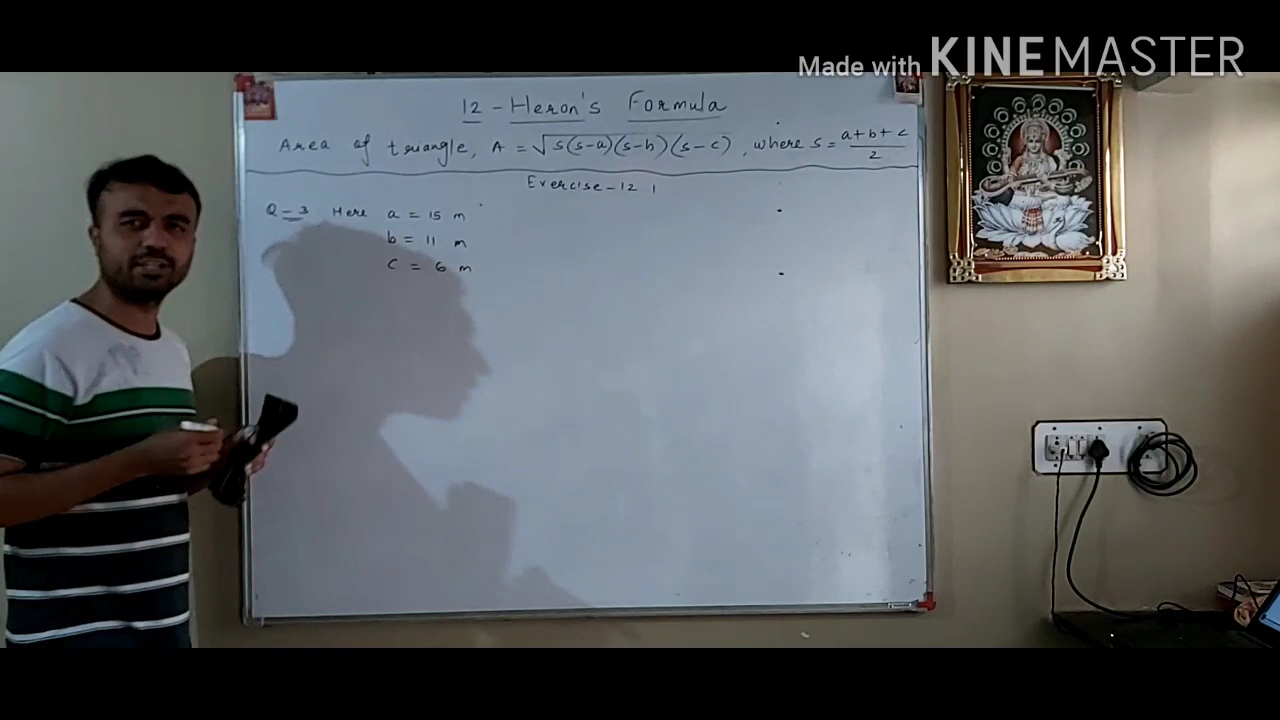 Made with KINEMASTER
12 - Heron's Formula
Area of triangle, A = √s(s-a)(s-b)(s-c), where s = a+b+c/2
Exercise - 12.1
Q-3 Here a = 15 m
b = 11 m
c = 6 m